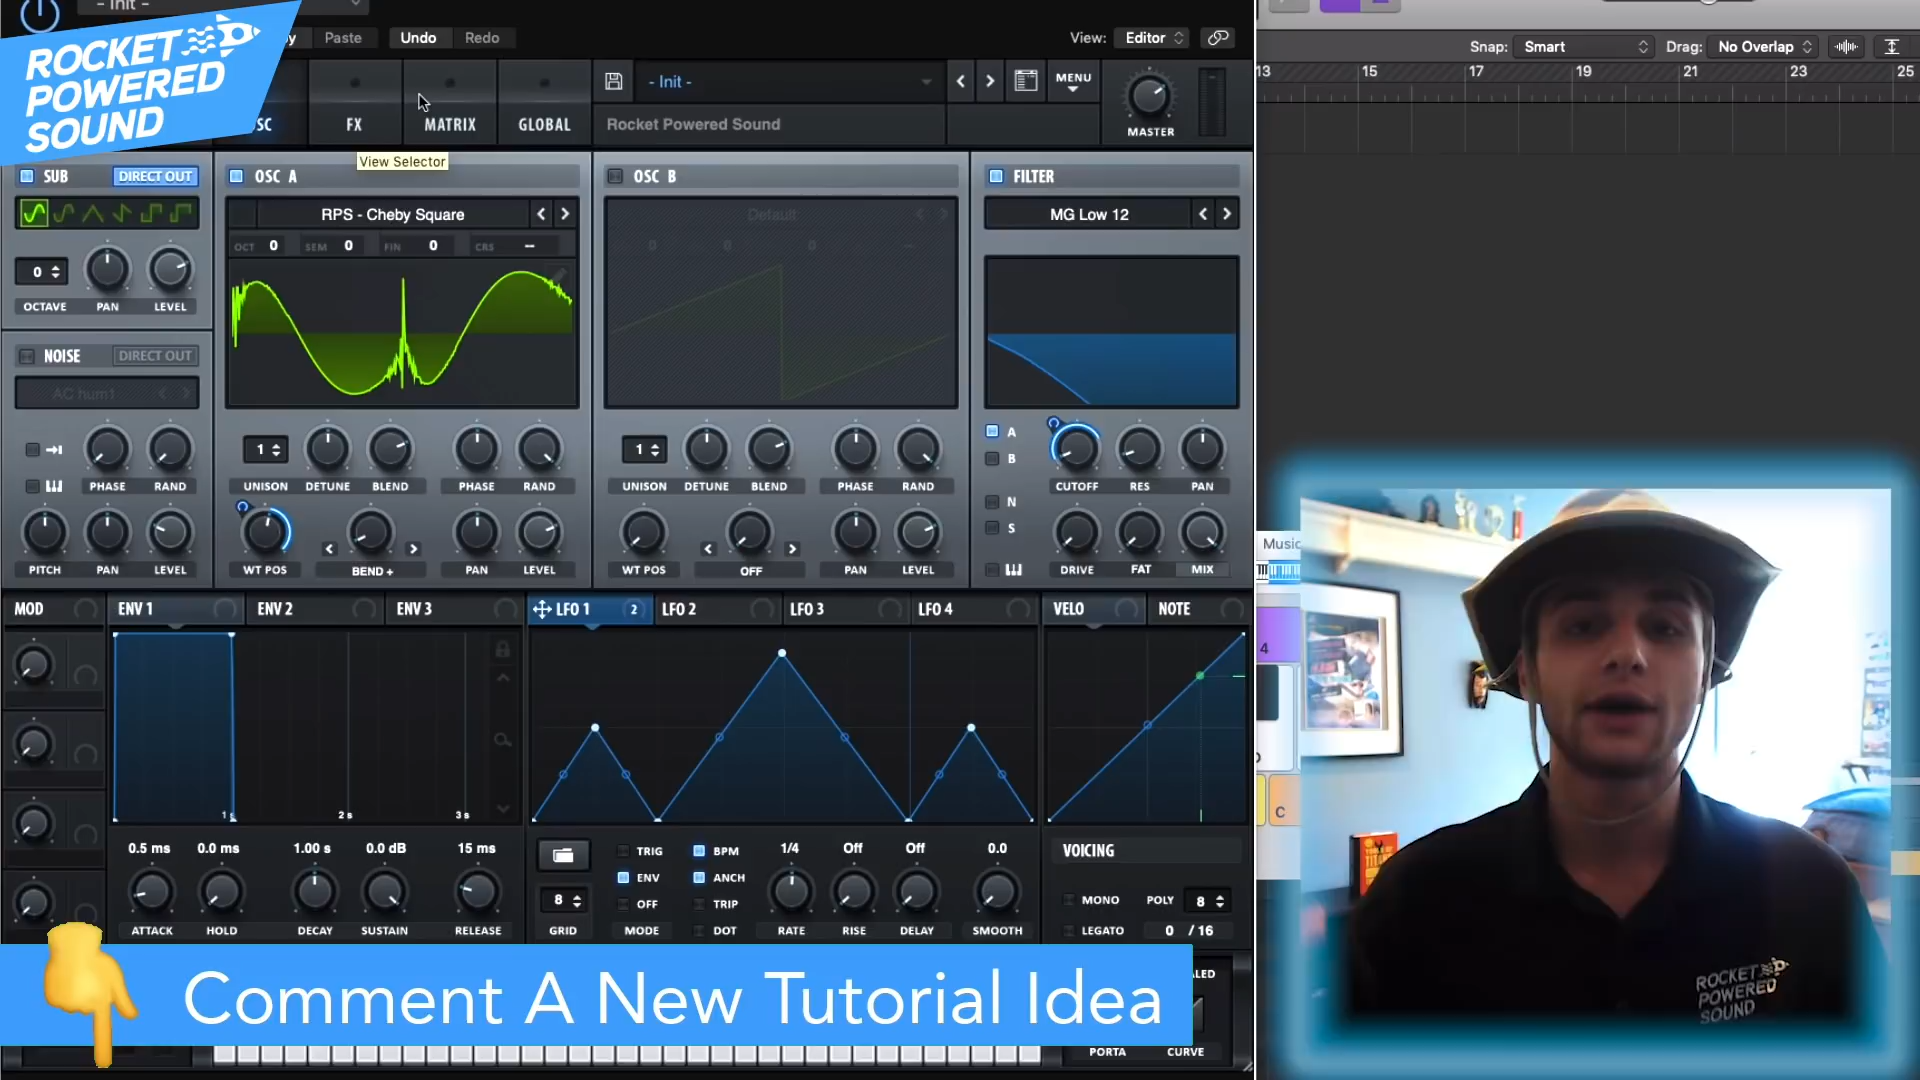 - Init -
Paste
Undo
Redo
View:
Editor
ROCKET
POWERED
SOUND
FX
MATRIX
GLOBAL
- Init -
Rocket Powered Sound
MENU
MASTER
View Selector
Snap:
Smart
Drag:
No Overlap
13
15
17
19
21
23
25
SUB
DIRECT OUT
0
OCTAVE
PAN
LEVEL
NOISE
DIRECT OUT
AC hum1
PHASE
RAND
PITCH
PAN
LEVEL
OSC A
RPS - Cheby Square
OCT 0
SEM 0
FIN 0
CRS --
1
UNISON
DETUNE
BLEND
PHASE
RAND
WT POS
BEND +
PAN
LEVEL
OSC B
Default
0
0
0
--
1
UNISON
DETUNE
BLEND
PHASE
RAND
WT POS
OFF
PAN
LEVEL
FILTER
MG Low 12
A
B
N
S
CUTOFF
RES
PAN
DRIVE
FAT
MIX
MOD
ENV 1
ENV 2
ENV 3
LFO 1
2
LFO 2
LFO 3
LFO 4
VELO
NOTE
2 s
3 s
0.5 ms
0.0 ms
1.00 s
0.0 dB
15 ms
ATTACK
HOLD
DECAY
SUSTAIN
RELEASE
8
GRID
TRIG
ENV
OFF
MODE
BPM
ANCH
TRIP
DOT
1/4
Off
Off
0.0
RATE
RISE
DELAY
SMOOTH
VOICING
MONO
POLY
8
LEGATO
0 / 16
PORTA
CURVE
4
C
Comment A New Tutorial Idea
ROCKET
POWERED
SOUND